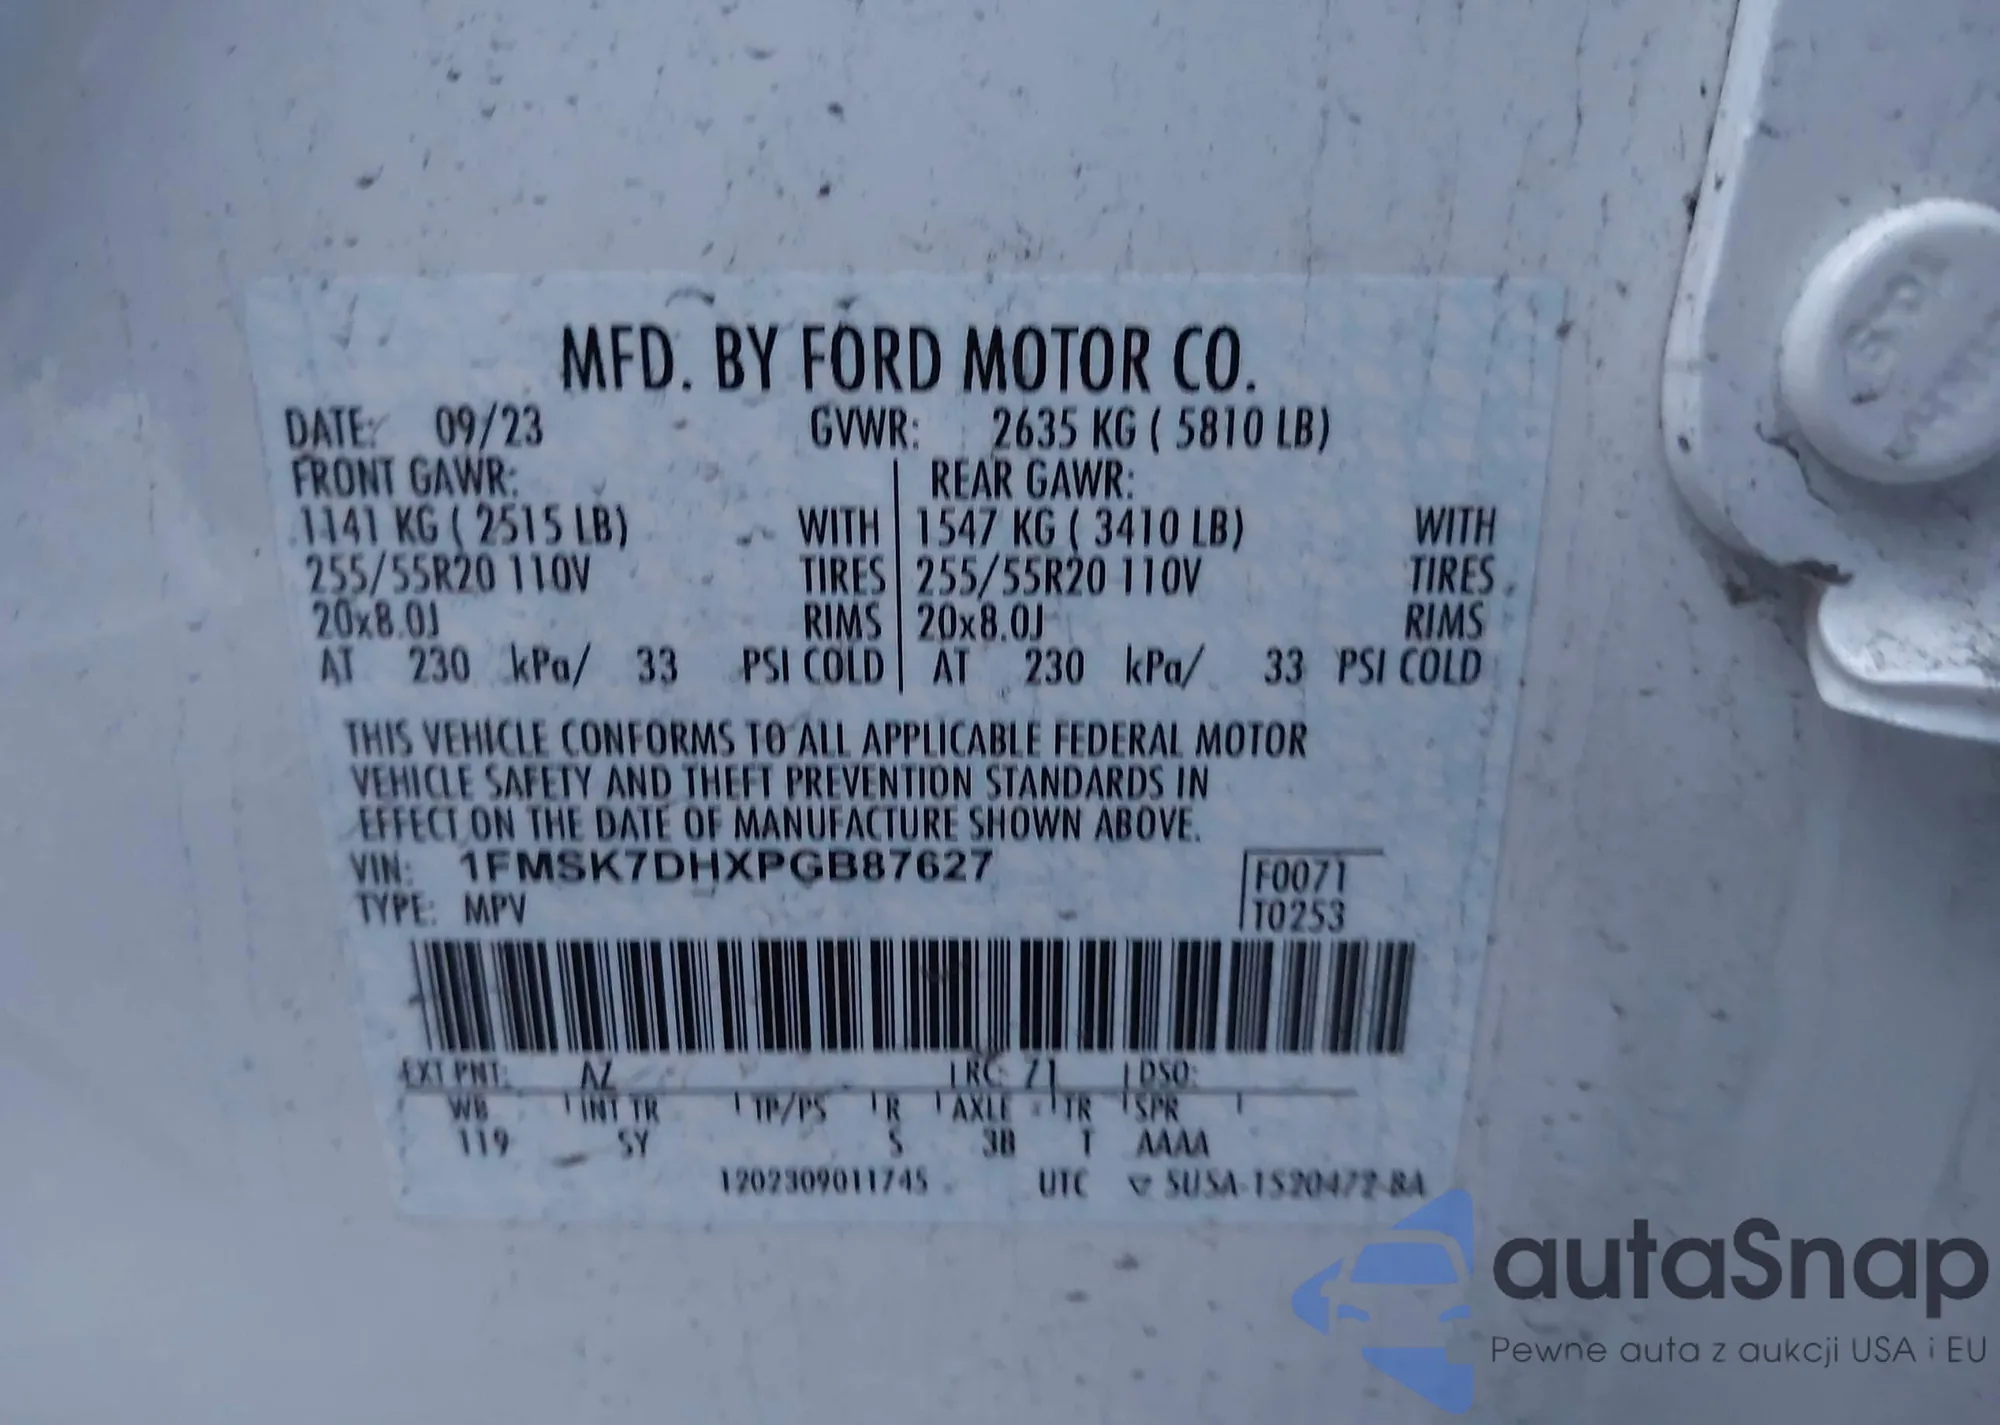 MFD. BY FORD MOTOR CO.
DATE: 09/23 GVWR: 2635 KG ( 5810 LB)
FRONT GAWR: REAR GAWR:
1141 KG ( 2515 LB) WITH 1547 KG ( 3410 LB) WITH
255/55R20 110V TIRES 255/55R20 110V TIRES
20x8.0J RIMS 20x8.0J RIMS
AT 230 kPa/ 33 PSI COLD AT 230 kPa/ 33 PSI COLD
THIS VEHICLE CONFORMS TO ALL APPLICABLE FEDERAL MOTOR
VEHICLE SAFETY AND THEFT PREVENTION STANDARDS IN
EFFECT ON THE DATE OF MANUFACTURE SHOWN ABOVE.
VIN: 1FMSK7DHXPGB87627 F0071
TYPE: MPV T0253
EXT PNT: AZ RC: 71 DSO:
WB INT TR TP/PS R AXLE TR SPR
119 SY S 3B T AAAA
1202309011745 UTC ▽ 5U5A-1520472-BA
autaSnap
Pewne auta z aukcji USA i EU